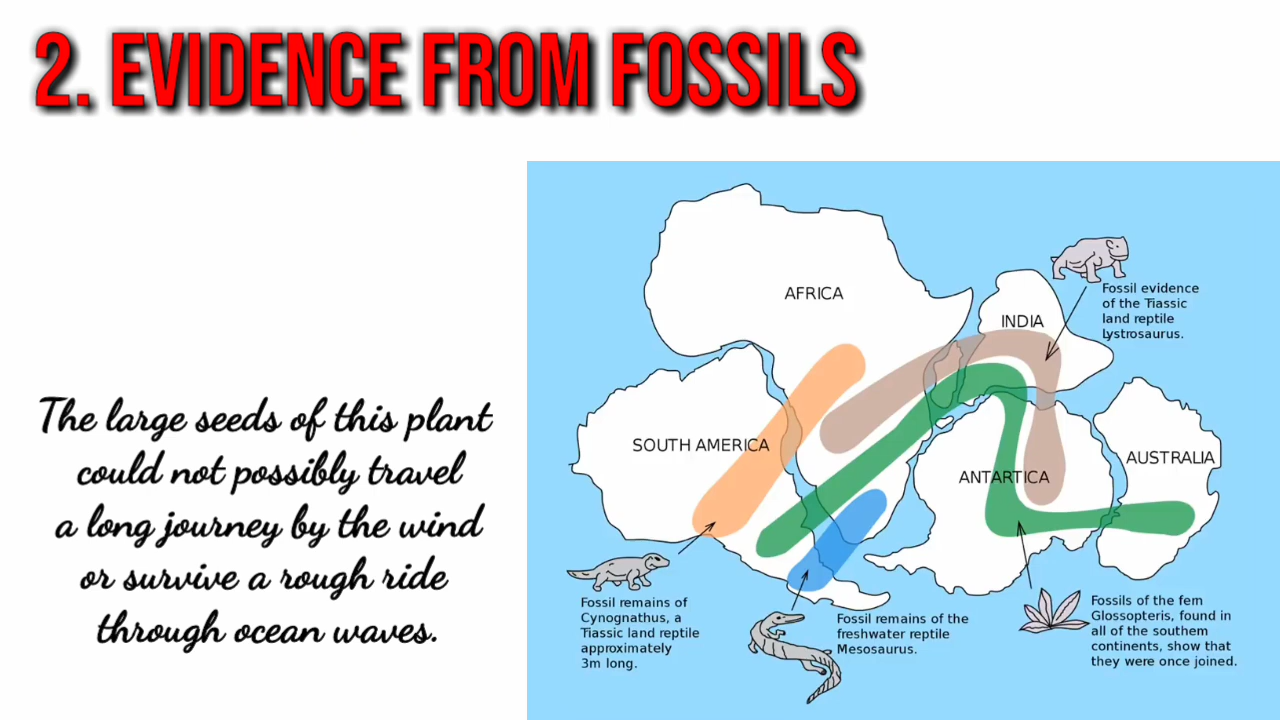 2. EVIDENCE FROM FOSSILS
The large seeds of this plant
could not possibly travel
a long journey by the wind
or survive a rough ride
through ocean waves.
AFRICA
INDIA
SOUTH AMERICA
ANTARTICA
AUSTRALIA
Fossil evidence
of the Tiassic
land reptile
Lystrosaurus.
Fossil remains of
Cynognathus, a
Tiassic land reptile
approximately
3m long.
Fossil remains of the
freshwater reptile
Mesosaurus.
Fossils of the fem
Glossopteris, found in
all of the southem
continents, show that
they were once joined.